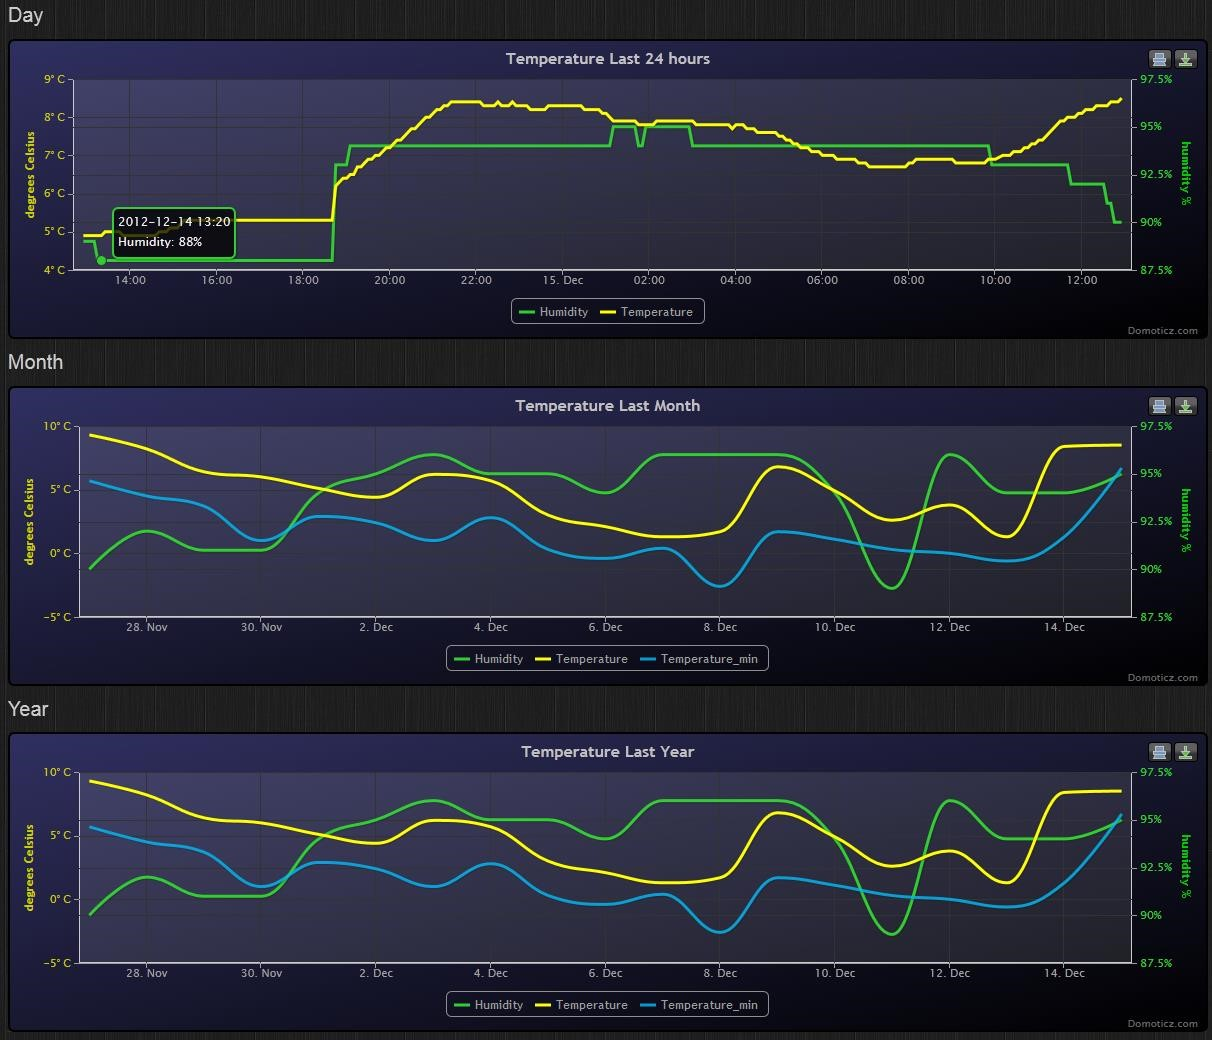 Day
Temperature Last 24 hours
9° C 97.5%
8° C 95%
7° C 92.5%
6° C 90%
5° C 87.5%
4° C
degrees Celsius
humidity %
2012-12-14 13:20
Humidity: 88%
14:00 16:00 18:00 20:00 22:00 15. Dec 02:00 04:00 06:00 08:00 10:00 12:00
Humidity Temperature
Domoticz.com
Month
Temperature Last Month
10° C 97.5%
5° C 95%
0° C 92.5%
-5° C 90%
87.5%
degrees Celsius
humidity %
28. Nov 30. Nov 2. Dec 4. Dec 6. Dec 8. Dec 10. Dec 12. Dec 14. Dec
Humidity Temperature Temperature_min
Domoticz.com
Year
Temperature Last Year
10° C 97.5%
5° C 95%
0° C 92.5%
-5° C 90%
87.5%
degrees Celsius
humidity %
28. Nov 30. Nov 2. Dec 4. Dec 6. Dec 8. Dec 10. Dec 12. Dec 14. Dec
Humidity Temperature Temperature_min
Domoticz.com